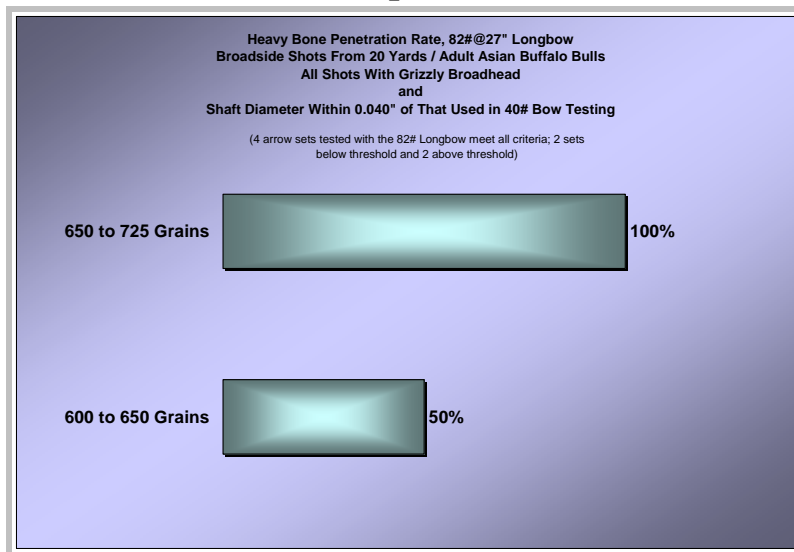 Heavy Bone Penetration Rate, 82#@27" Longbow
Broadside Shots From 20 Yards / Adult Asian Buffalo Bulls
All Shots With Grizzly Broadhead
and
Shaft Diameter Within 0.040" of That Used in 40# Bow Testing
(4 arrow sets tested with the 82# Longbow meet all criteria; 2 sets
below threshold and 2 above threshold)
650 to 725 Grains
100%
600 to 650 Grains
50%